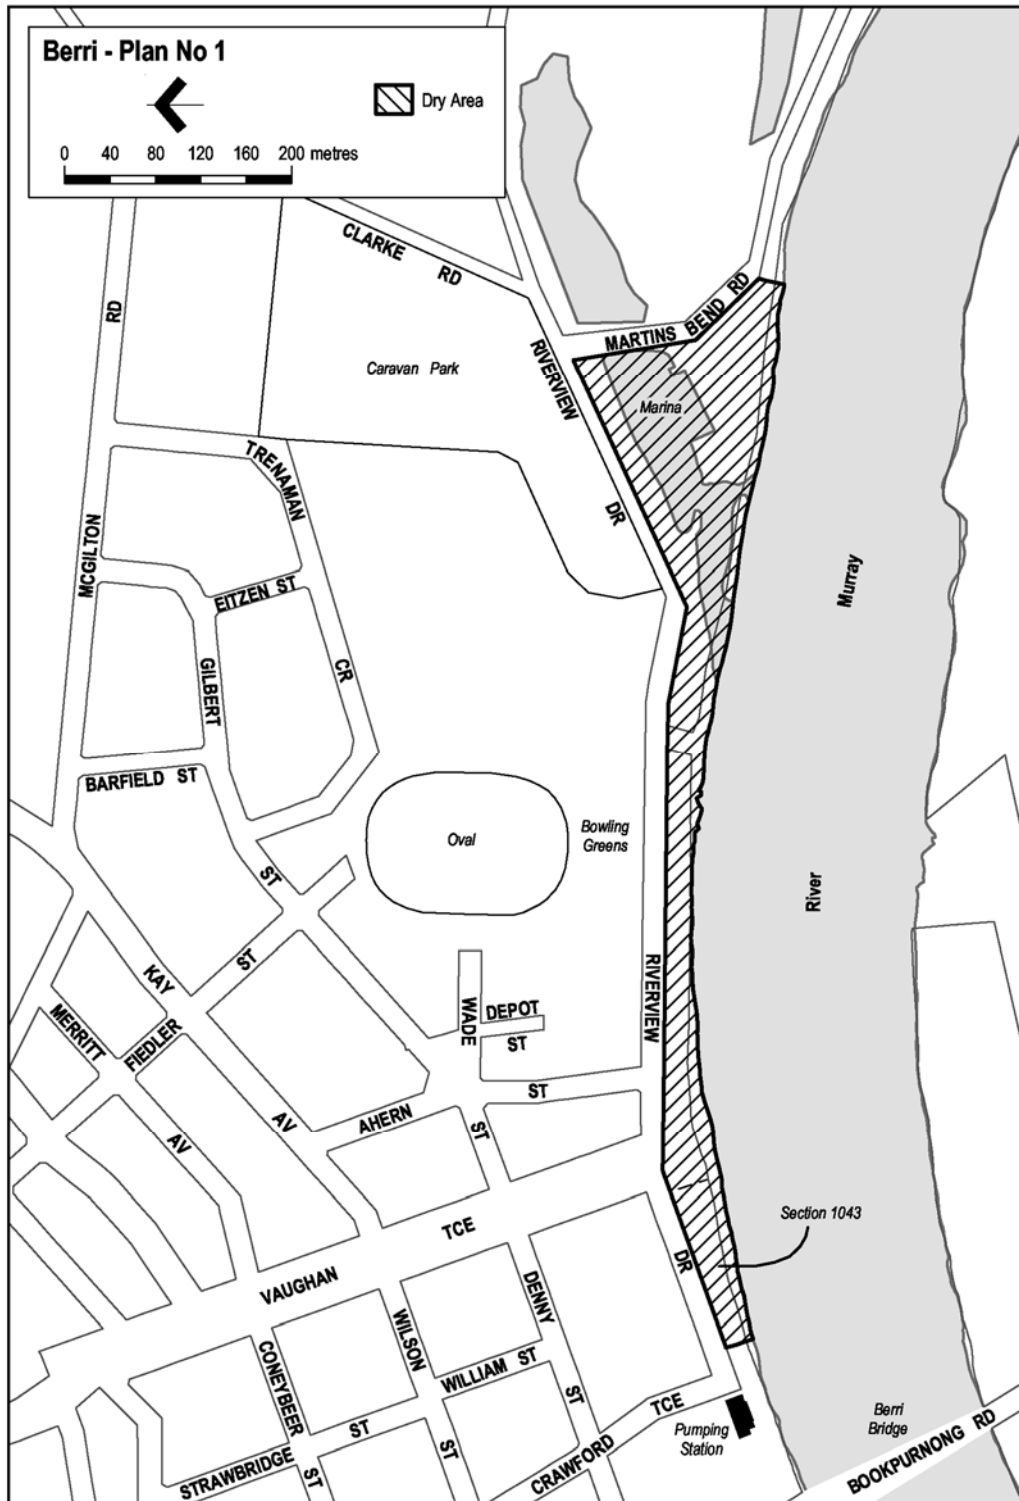 Berri - Plan No 1
Dry Area
0 40 80 120 160 200 metres
CLARKE RD
MARTINS BEND RD
RD
RIVERVIEW
Caravan Park
Marina
TRENAMAN
DR
MCGILTON
EITZEN ST
Murray
GILBERT
CR
BARFIELD ST
Oval
Bowling
Greens
ST
River
ST
KAY
RIVERVIEW
WADE
DEPOT
ST
MERRITT
FIEDLER
ST
AV
AV
AHERN
ST
Section 1043
TCE
DR
VAUGHAN
DENNY
WILSON
CONEYBEER
WILLIAM ST
ST
TCE
Berri
Bridge
Pumping
Station
BOOKPURNONG RD
ST
ST
CRAWFORD
STRAWBRIDGE
ST